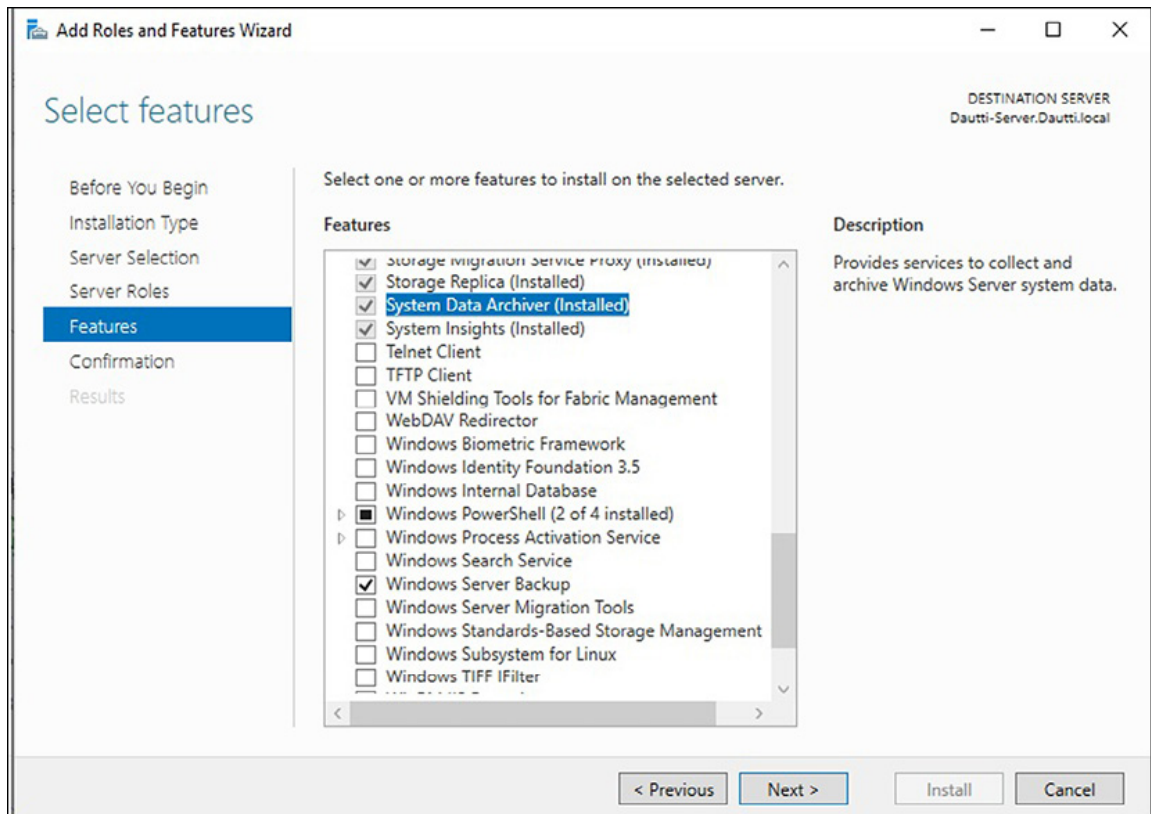 Add Roles and Features Wizard
Select features
DESTINATION SERVER
Dautti-Server.Dautti.local
Before You Begin
Installation Type
Server Selection
Server Roles
Features
Confirmation
Results
Select one or more features to install on the selected server.
Features
Storage Migration Service Proxy (Installed)
Storage Replica (Installed)
System Data Archiver (Installed)
System Insights (Installed)
Telnet Client
TFTP Client
VM Shielding Tools for Fabric Management
WebDAV Redirector
Windows Biometric Framework
Windows Identity Foundation 3.5
Windows Internal Database
Windows PowerShell (2 of 4 installed)
Windows Process Activation Service
Windows Search Service
Windows Server Backup
Windows Server Migration Tools
Windows Standards-Based Storage Management
Windows Subsystem for Linux
Windows TIFF IFilter
Description
Provides services to collect and
archive Windows Server system data.
< Previous
Next >
Install
Cancel